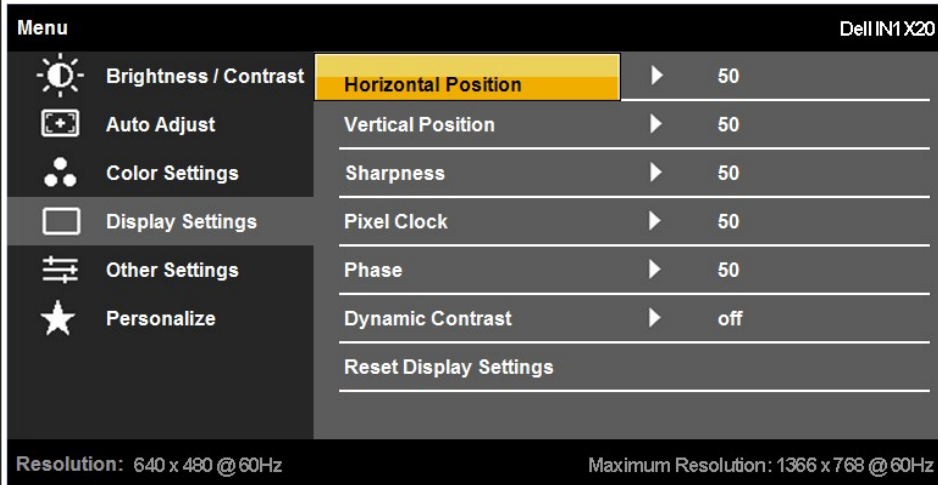 Menu Dell IN1X20
Brightness / Contrast Horizontal Position 50
Auto Adjust Vertical Position 50
Color Settings Sharpness 50
Display Settings Pixel Clock 50
Other Settings Phase 50
Personalize Dynamic Contrast off
Reset Display Settings
Resolution: 640 x 480 @ 60Hz Maximum Resolution: 1366 x 768 @ 60Hz